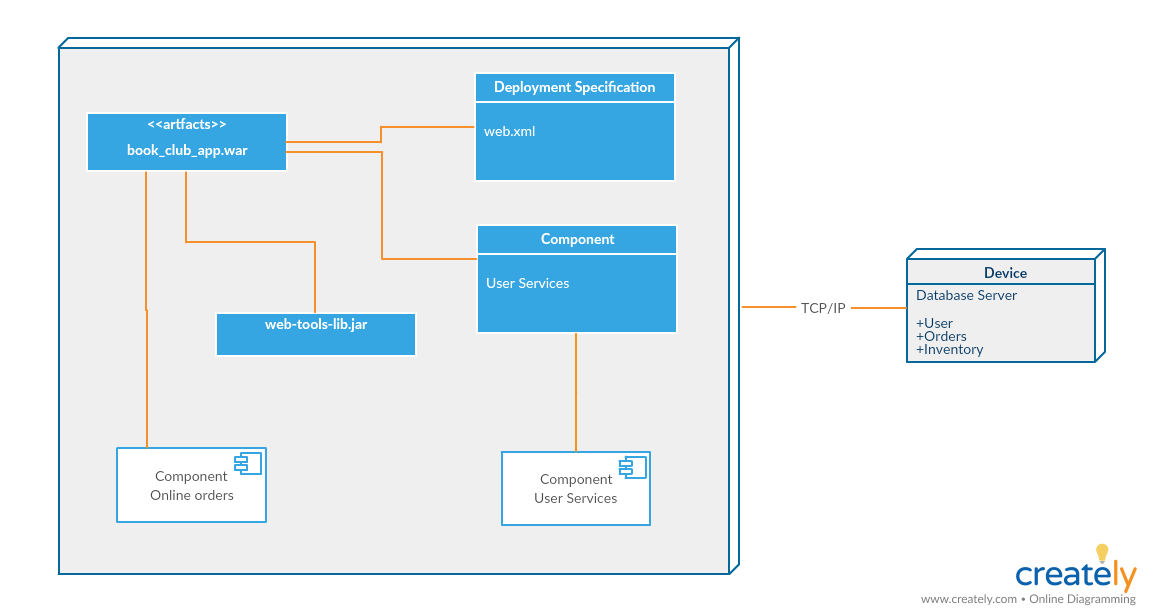 <<artfacts>>
book_club_app.war
Deployment Specification
web.xml
Component
User Services
web-tools-lib.jar
Component
Online orders
Component
User Services
TCP/IP
Device
Database Server
+User
+Orders
+Inventory
creately
www.creately.com • Online Diagramming